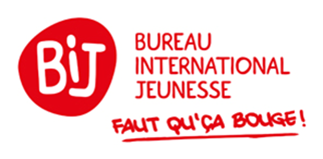 BiJ
BUREAU
INTERNATIONAL
JEUNESSE
FAUT QU'ÇA BOUGE !